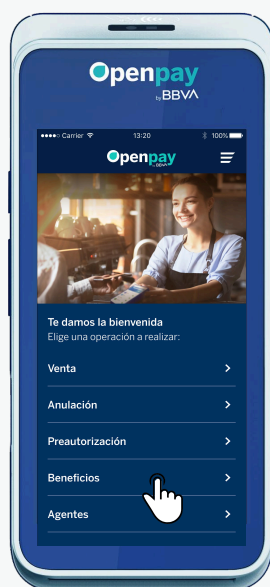 Openpay
by BBVA
Carrier 13:20 100%
Openpay
by BBVA
Te damos la bienvenida
Elige una operación a realizar:
Venta
Anulación
Preautorización
Beneficios
Agentes